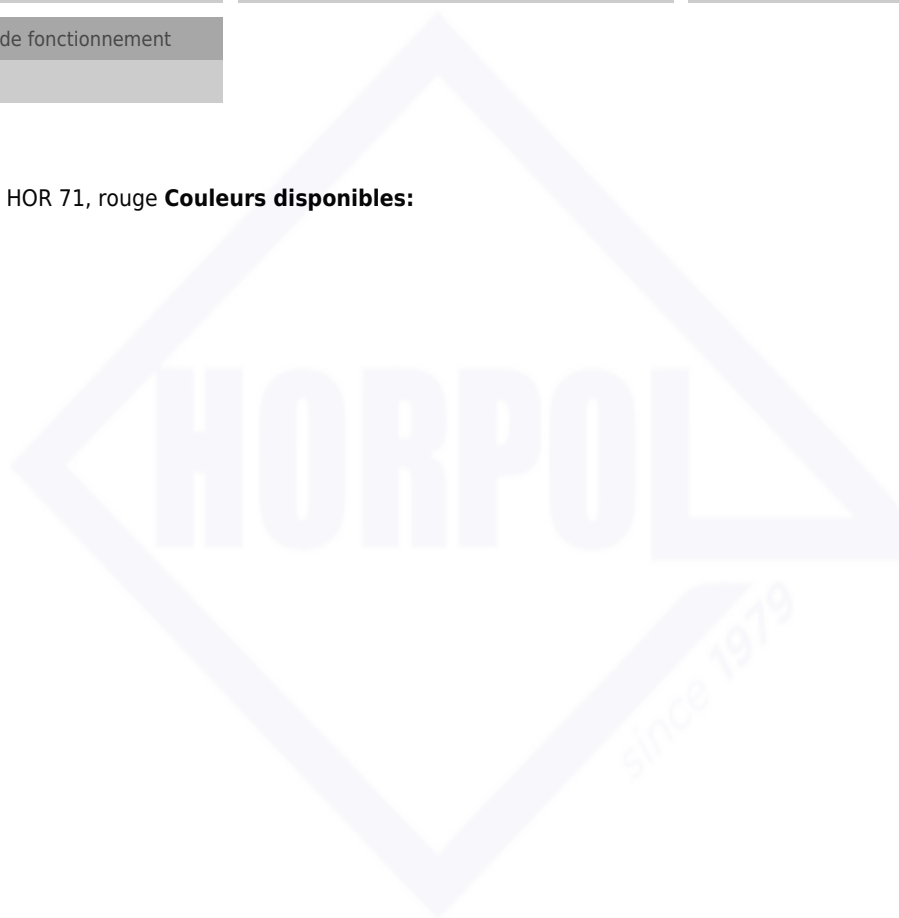 de fonctionnement
HOR 71, rouge Couleurs disponibles:
HORPOL
since 1979